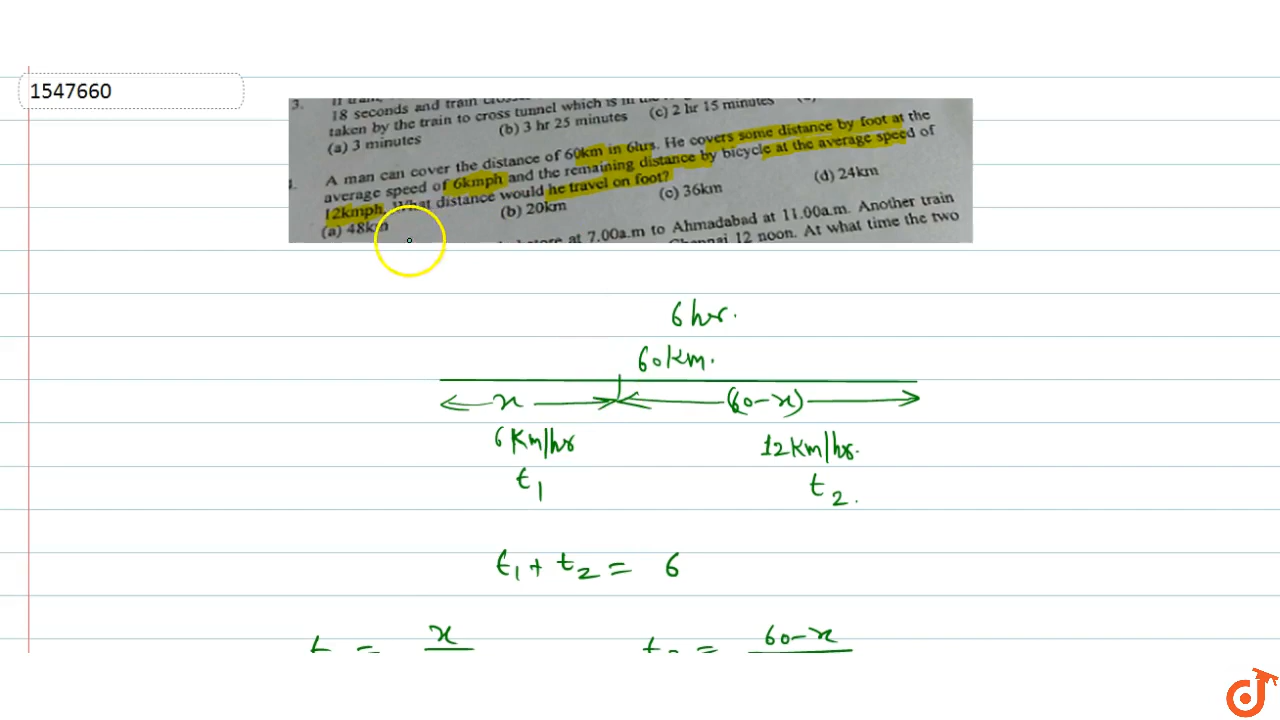 1547660
3.
18 seconds and train
taken by the train to cross tunnel which is in the
(a) 3 minutes (b) 3 hr 25 minutes (c) 2 hr 15 minutes
A man can cover the distance of 60km in 6hrs. He covers some distance by foot at the
average speed of 6kmph and the remaining distance by bicycle at the average speed of
12kmph. What distance would he travel on foot?
(a) 48km (b) 20km (c) 36km (d) 24km
at 7.00a.m to Ahmadabad at 11.00a.m. Another train
12 noon. At what time the two
6 hr.
60 km.
x (60-x)
6 km/hr 12 km/hr.
t1 t2.
t1 + t2 = 6
x 60-x
= t2 =